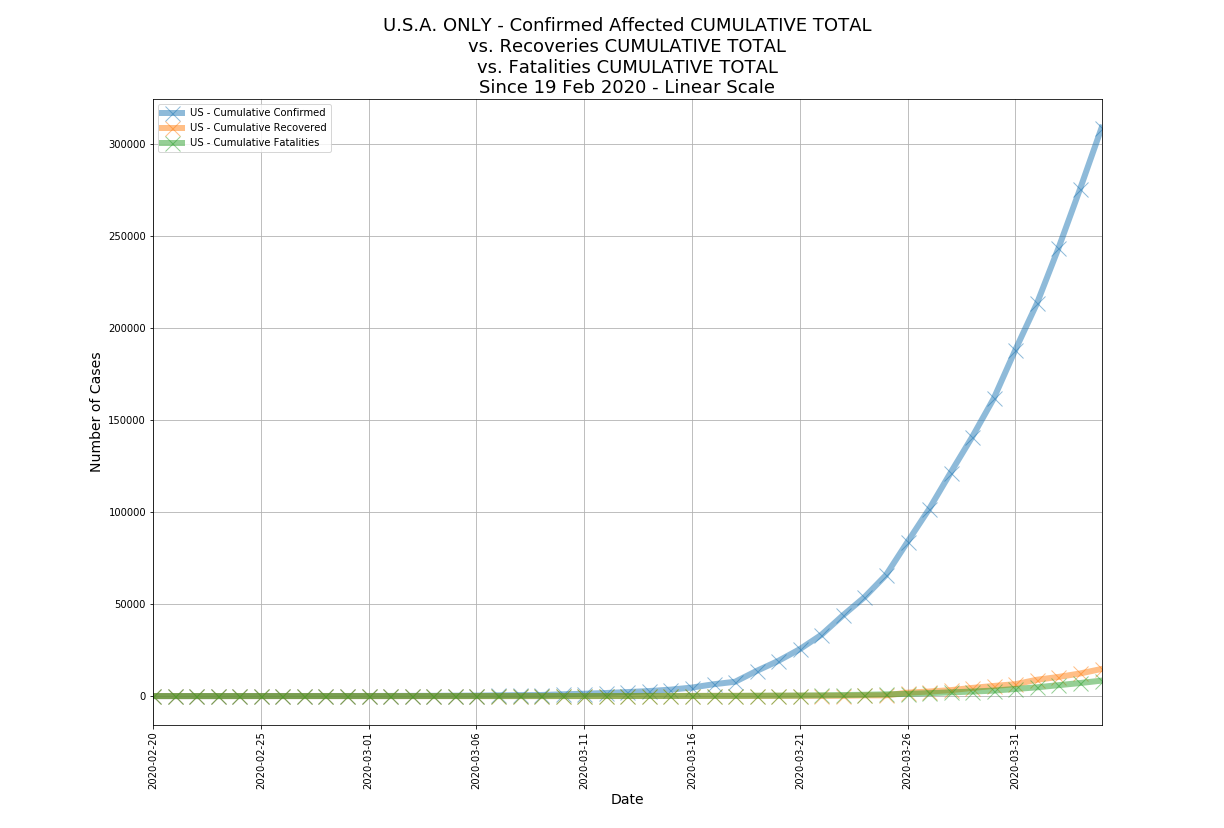 U.S.A. ONLY - Confirmed Affected CUMULATIVE TOTAL
vs. Recoveries CUMULATIVE TOTAL
vs. Fatalities CUMULATIVE TOTAL
Since 19 Feb 2020 - Linear Scale
US - Cumulative Confirmed
US - Cumulative Recovered
US - Cumulative Fatalities
Number of Cases
300000
250000
200000
150000
100000
50000
0
2020-02-20
2020-02-25
2020-03-01
2020-03-06
2020-03-11
2020-03-16
2020-03-21
2020-03-26
2020-03-31
Date